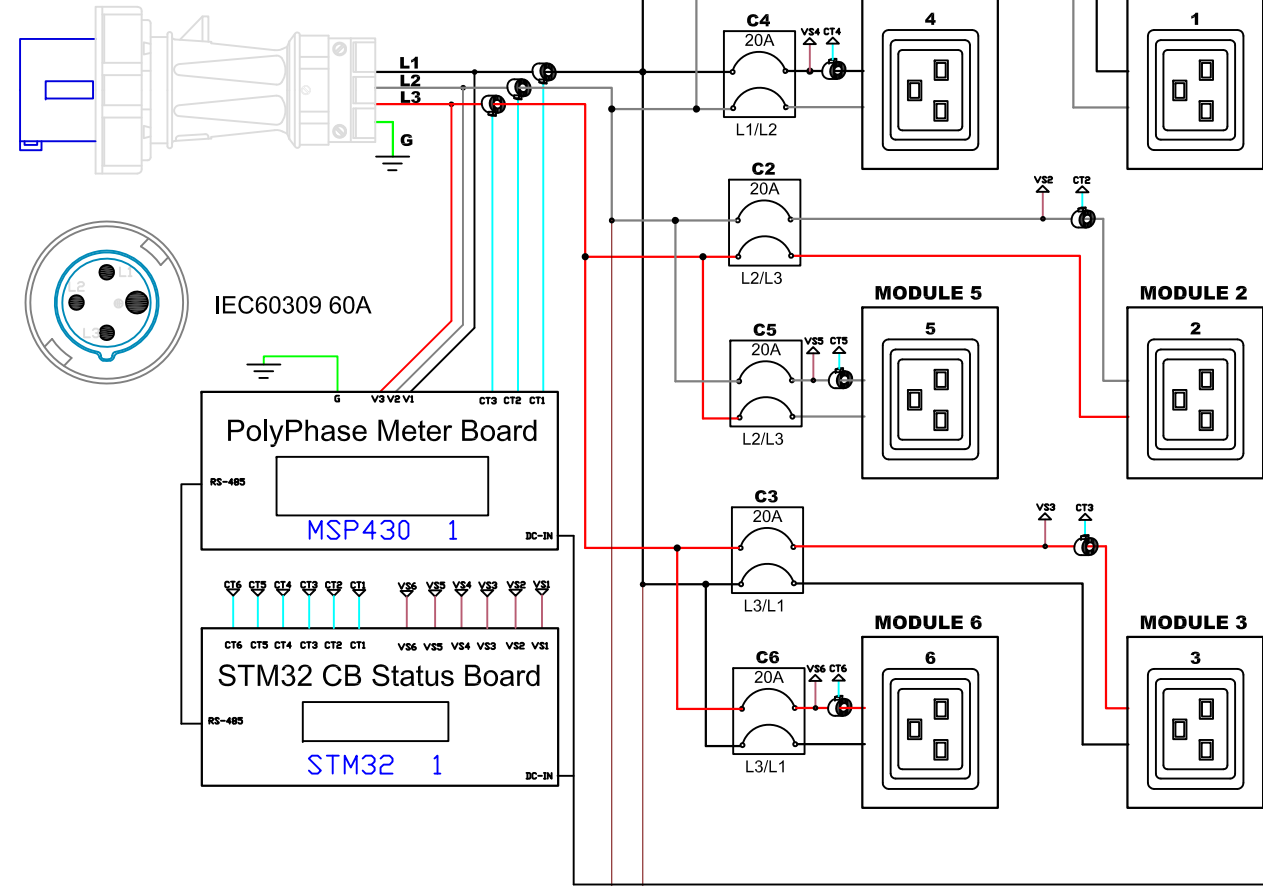 C4
20A
VS4 CT4
L1/L2
4
1
L1
L2
L3
G
C2
20A
L2/L3
VS2
CT2
L1
L2
L3
IEC60309 60A
MODULE 5
5
MODULE 2
2
C5
20A
VS5 CT5
L2/L3
G
V3 V2 V1
CT3 CT2 CT1
PolyPhase Meter Board
RS-485
MSP430 1
DC-IN
C3
20A
L3/L1
VS3
CT3
CT6 CT5 CT4 CT3 CT2 CT1
VS6 VS5 VS4 VS3 VS2 VS1
CT6 CT5 CT4 CT3 CT2 CT1
VS6 VS5 VS4 VS3 VS2 VS1
STM32 CB Status Board
RS-485
STM32 1
DC-IN
MODULE 6
6
MODULE 3
3
C6
20A
VS6 CT6
L3/L1